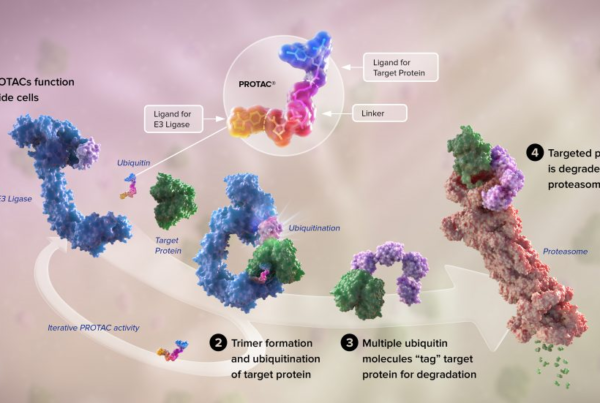 PROTACs function
side cells
PROTAC®
Ligand for
Target Protein
Ligand for
E3 Ligase
Linker
Ubiquitin
E3 Ligase
Target
Protein
Ubiquitination
Iterative PROTAC activity
2 Trimer formation
and ubiquitination
of target protein
3 Multiple ubiquitin
molecules “tag” target
protein for degradation
4 Targeted p
is degrade
proteasom
Proteasome